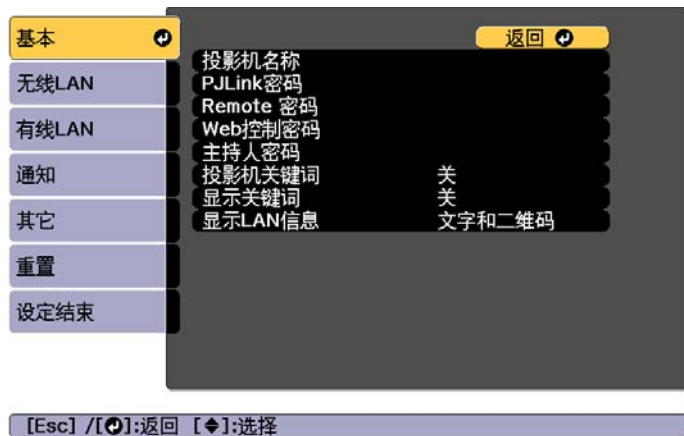 基本
无线LAN
有线LAN
通知
其它
重置
设定结束
返回
投影机名称
PJLink密码
Remote 密码
Web控制密码
主持人密码
投影机关键词 关
显示关键词 关
显示LAN信息 文字和二维码
[Esc] /[]:返回 [◆]:选择